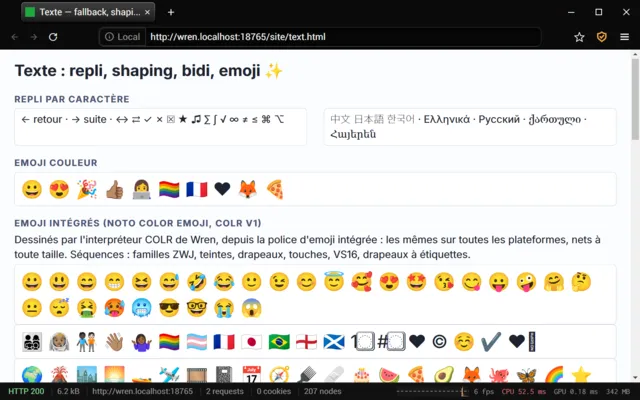 Texte — fallback, shapi...
Local
http://wren.localhost:18765/site/text.html
Texte : repli, shaping, bidi, emoji ✨
REPLI PAR CARACTÈRE
← retour · → suite · ↔ ⇄ ✓ × ☒ ★ ♫ ∑ ∫ √ ∞ ≠ ≤ ⌘ ⌥
中文 日本語 한국어 · Ελληνικά · Русский · ქართული · Հայերեն
EMOJI COULEUR
😀 😍 🎉 👍🏽 👩‍💻 🏳️‍🌈 🇫🇷 ❤ 🦊 🍕
EMOJI INTÉGRÉS (NOTO COLOR EMOJI, COLR V1)
Dessinés par l'interpréteur COLR de Wren, depuis la police d'emoji intégrée : les mêmes sur toutes les plateformes, nets à
toute taille. Séquences : familles ZWJ, teintes, drapeaux, touches, VS16, drapeaux à étiquettes.
1 # ©
HTTP 200 6.2 kB http://wren.localhost:18765 2 requests 0 cookies 207 nodes 6 fps CPU 52.5 ms GPU 0.18 ms 342 MB